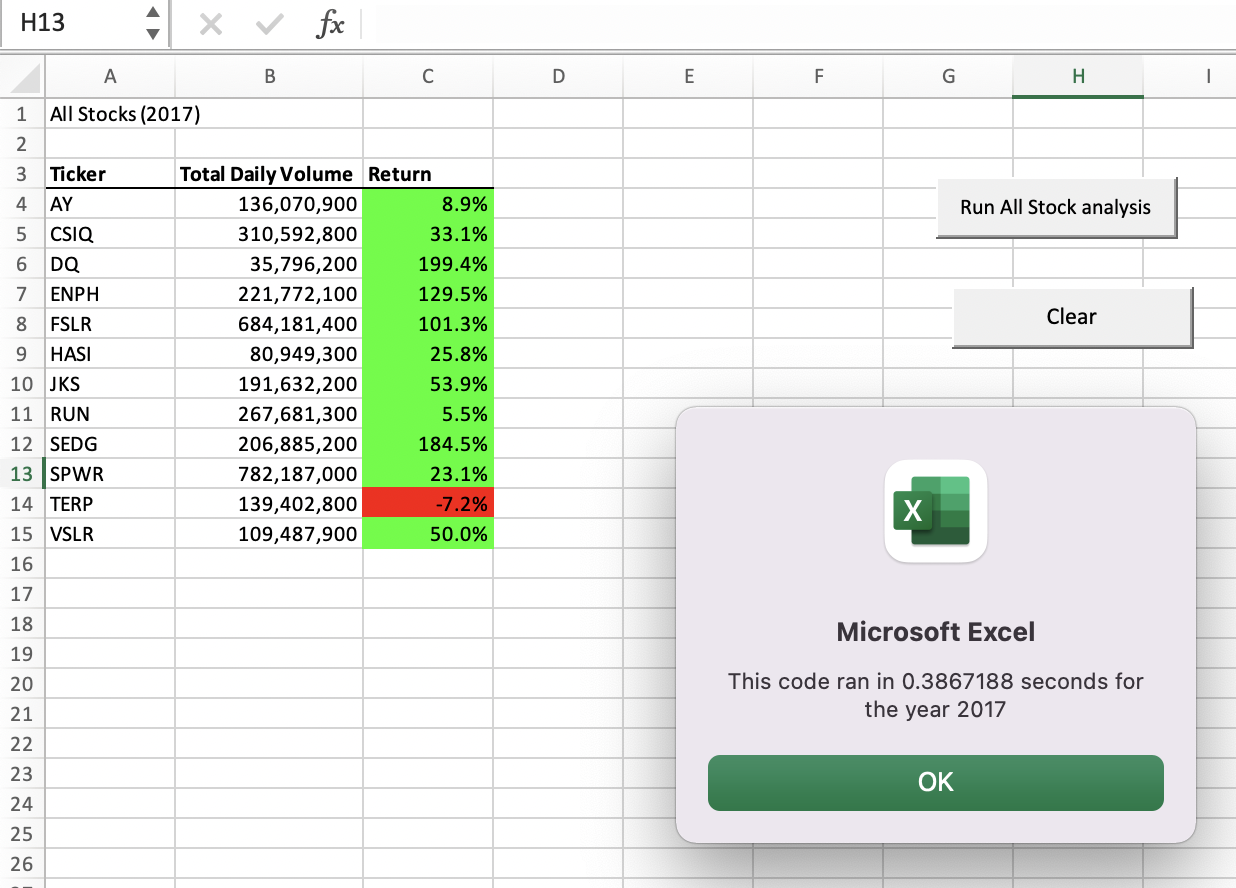 H13 fx
A B C D E F G H I
1 All Stocks (2017)
2
3 Ticker Total Daily Volume Return
4 AY 136,070,900 8.9% Run All Stock analysis
5 CSIQ 310,592,800 33.1%
6 DQ 35,796,200 199.4%
7 ENPH 221,772,100 129.5%
8 FSLR 684,181,400 101.3% Clear
9 HASI 80,949,300 25.8%
10 JKS 191,632,200 53.9%
11 RUN 267,681,300 5.5%
12 SEDG 206,885,200 184.5%
13 SPWR 782,187,000 23.1%
14 TERP 139,402,800 -7.2%
15 VSLR 109,487,900 50.0%
16
17
18
19
20
21
22
23
24
25
26
X
Microsoft Excel
This code ran in 0.3867188 seconds for
the year 2017
OK